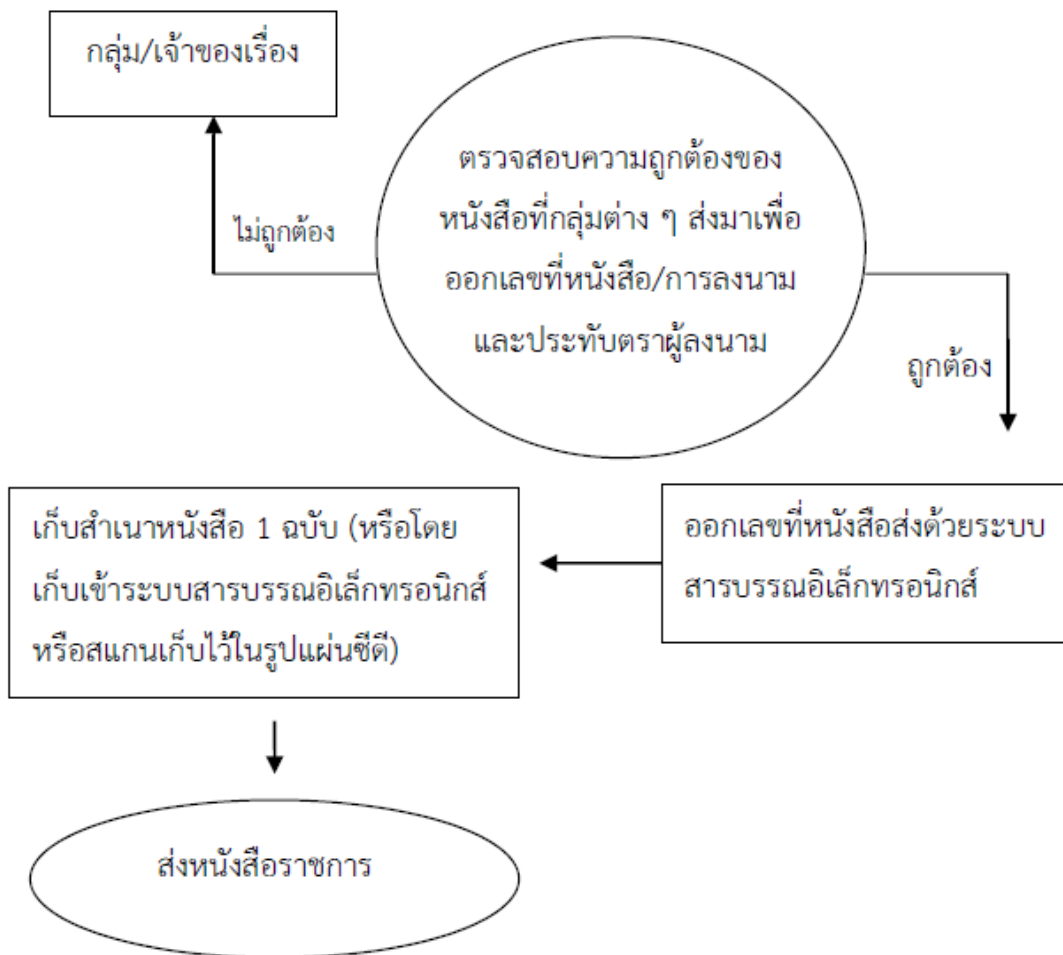 กลุ่ม/เจ้าของเรื่อง
ตรวจสอบความถูกต้องของ
หนังสือที่กลุ่มต่าง ๆ ส่งมาเพื่อ
ออกเลขที่หนังสือ/การลงนาม
และประทับตราผู้ลงนาม
ไม่ถูกต้อง
ถูกต้อง
ออกเลขที่หนังสือส่งด้วยระบบ
สารบรรณอิเล็กทรอนิกส์
เก็บสำเนาหนังสือ 1 ฉบับ (หรือโดย
เก็บเข้าระบบสารบรรณอิเล็กทรอนิกส์
หรือสแกนเก็บไว้ในรูปแผ่นซีดี)
ส่งหนังสือราชการ